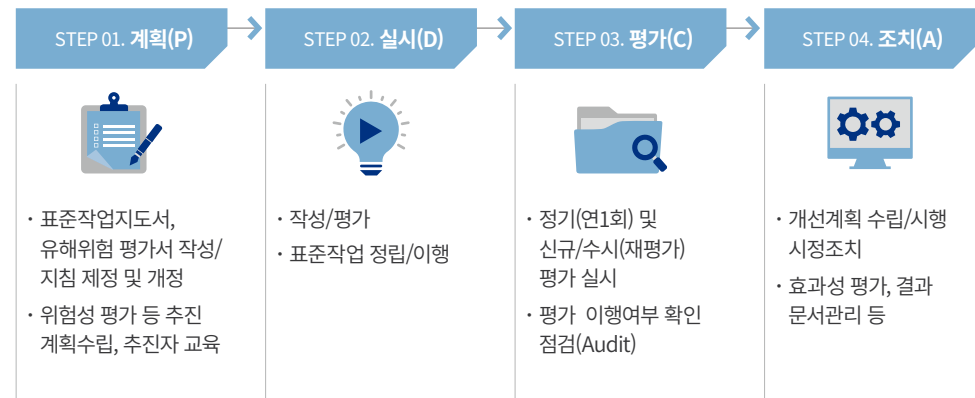 STEP 01. 계획(P)
STEP 02. 실시(D)
STEP 03. 평가(C)
STEP 04. 조치(A)
· 표준작업지도서,
유해위험 평가서 작성/
지침 제정 및 개정
· 위험성 평가 등 추진
계획수립, 추진자 교육
· 작성/평가
· 표준작업 정립/이행
· 정기(연1회) 및
신규/수시(재평가)
평가 실시
· 평가 이행여부 확인
점검(Audit)
· 개선계획 수립/시행
시정조치
· 효과성 평가, 결과
문서관리 등